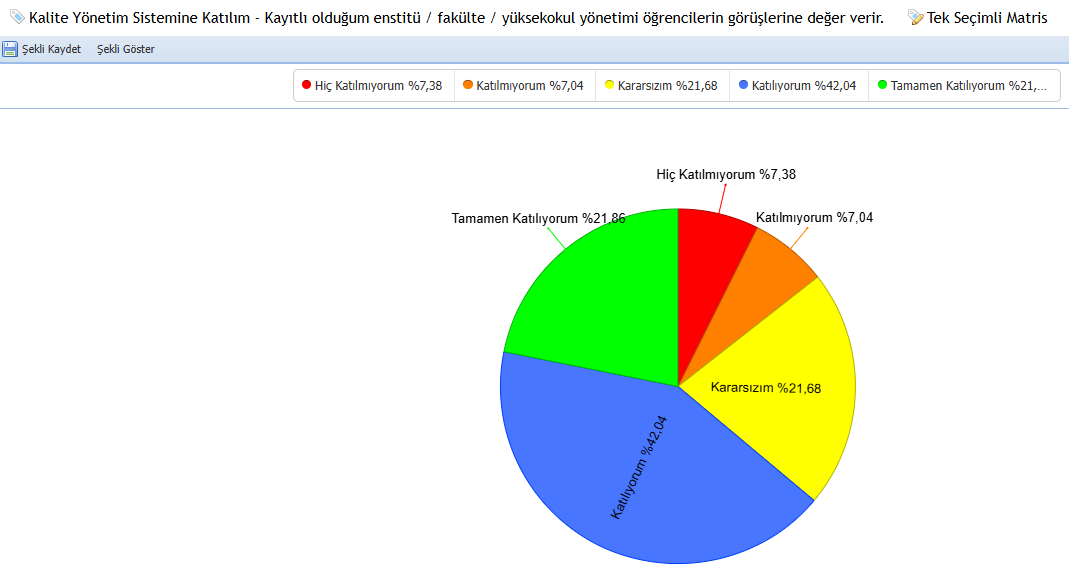 Kalite Yönetim Sistemine Katılım - Kayıtlı olduğum enstitü / fakülte / yüksekokul yönetimi öğrencilerin görüşlerine değer verir. Tek Seçimli Matris
Şekli Kaydet Şekli Göster
Hiç Katılmıyorum %7,38 Katılmıyorum %7,04 Kararsızım %21,68 Katılıyorum %42,04 Tamamen Katılıyorum %21,...
Hiç Katılmıyorum %7,38
Tamamen Katılıyorum %21,86
Katılmıyorum %7,04
Kararsızım %21,68
Katılıyorum %42,04